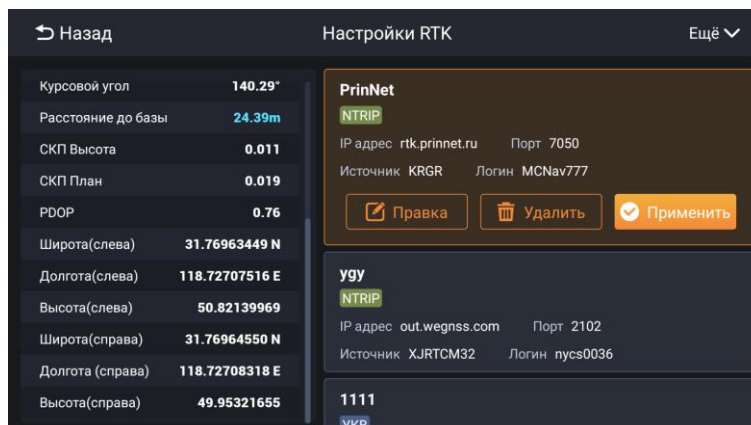 Назад
Настройки RTK
Ещё
Курсовой угол 140.29°
Расстояние до базы 24.39m
СКП Высота 0.011
СКП План 0.019
PDOP 0.76
Широта(слева) 31.76963449 N
Долгота(слева) 118.72707516 E
Высота(слева) 50.82139969
Широта(справа) 31.76964550 N
Долгота (справа) 118.72708318 E
Высота(справа) 49.95321655
PrinNet
NTRIP
IP адрес rtk.prinnet.ru Порт 7050
Источник KRGR Логин MCNav777
Правка Удалить Применить
ygy
NTRIP
IP адрес out.wegnss.com Порт 2102
Источник XJRTCM32 Логин nycs0036
1111
УКВ